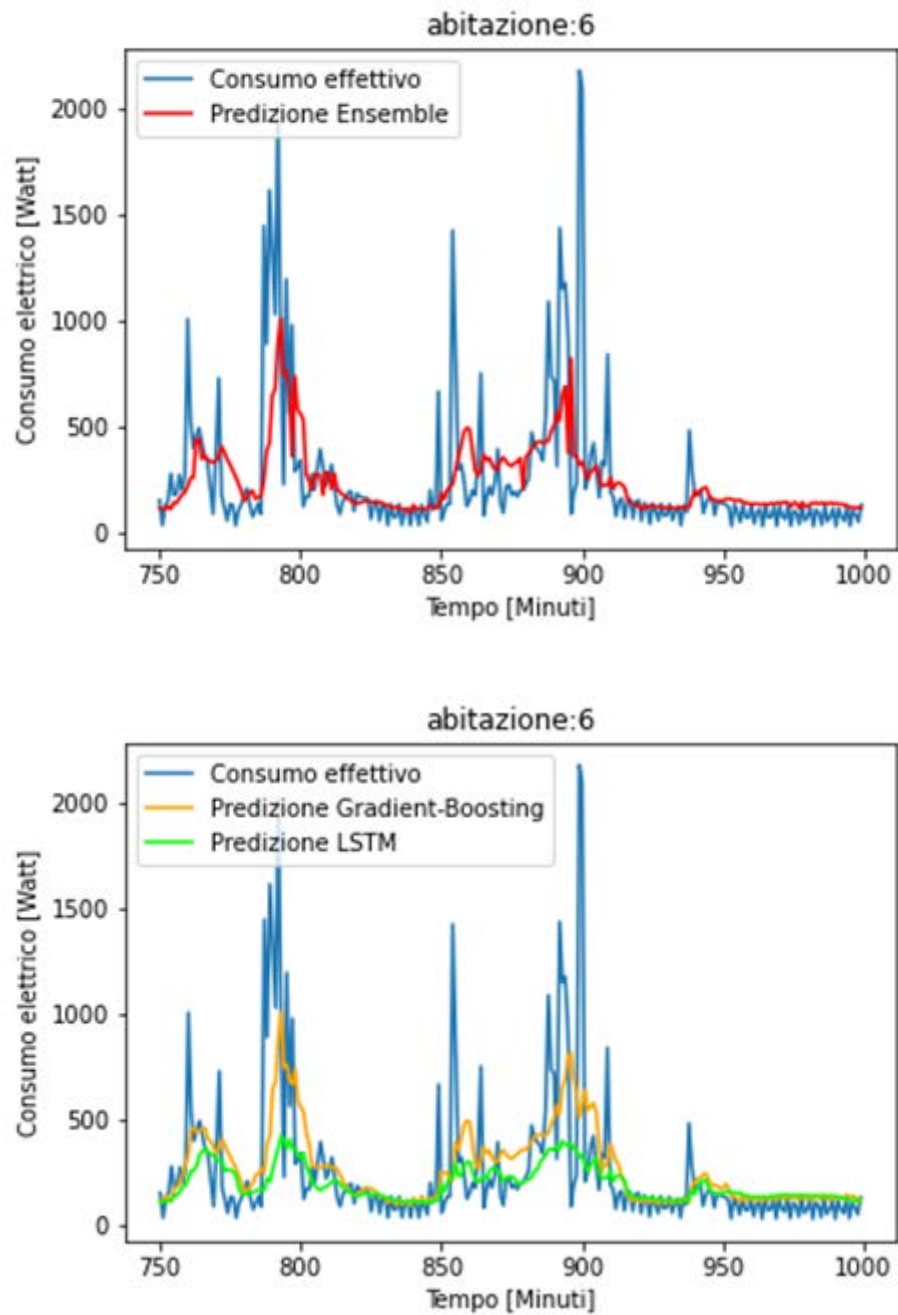 abitazione:6
Consumo effettivo
Predizione Ensemble
Consumo elettrico [Watt]
2000
1500
1000
500
0
750
800
850
900
950
1000
Tempo [Minuti]
abitazione:6
Consumo effettivo
Predizione Gradient-Boosting
Predizione LSTM
Consumo elettrico [Watt]
2000
1500
1000
500
0
750
800
850
900
950
1000
Tempo [Minuti]